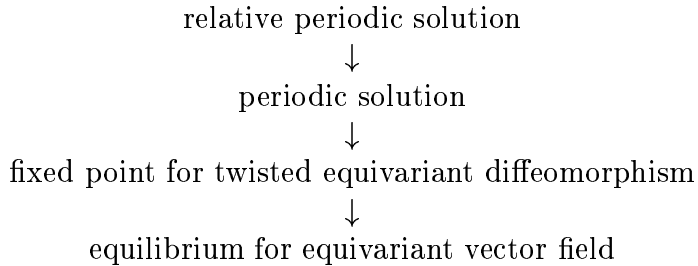 relative periodic solution
↓
periodic solution
↓
fixed point for twisted equivariant diffeomorphism
↓
equilibrium for equivariant vector field